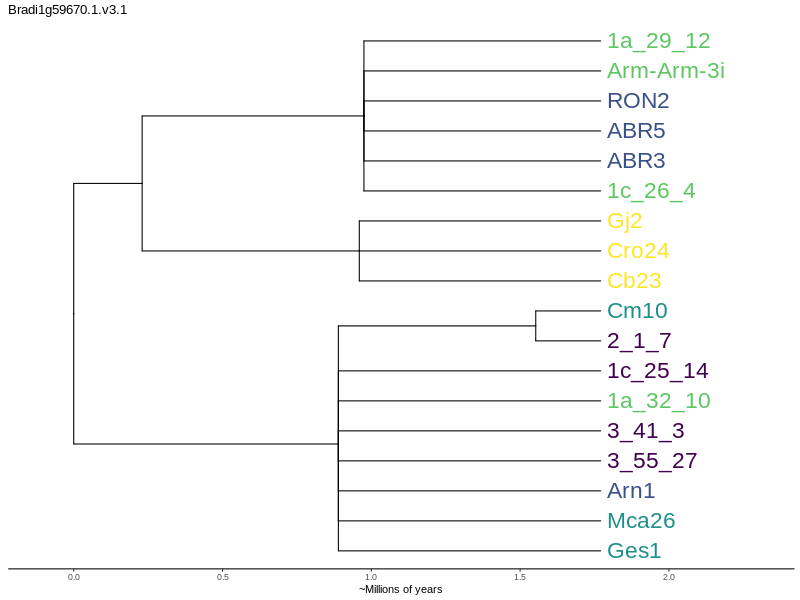 Bradi1g59670.1.v3.1
1a_29_12
Arm-Arm-3i
RON2
ABR5
ABR3
1c_26_4
Gj2
Cro24
Cb23
Cm10
2_1_7
1c_25_14
1a_32_10
3_41_3
3_55_27
Arn1
Mca26
Ges1
0.0 0.5 1.0 1.5 2.0
~Millions of years